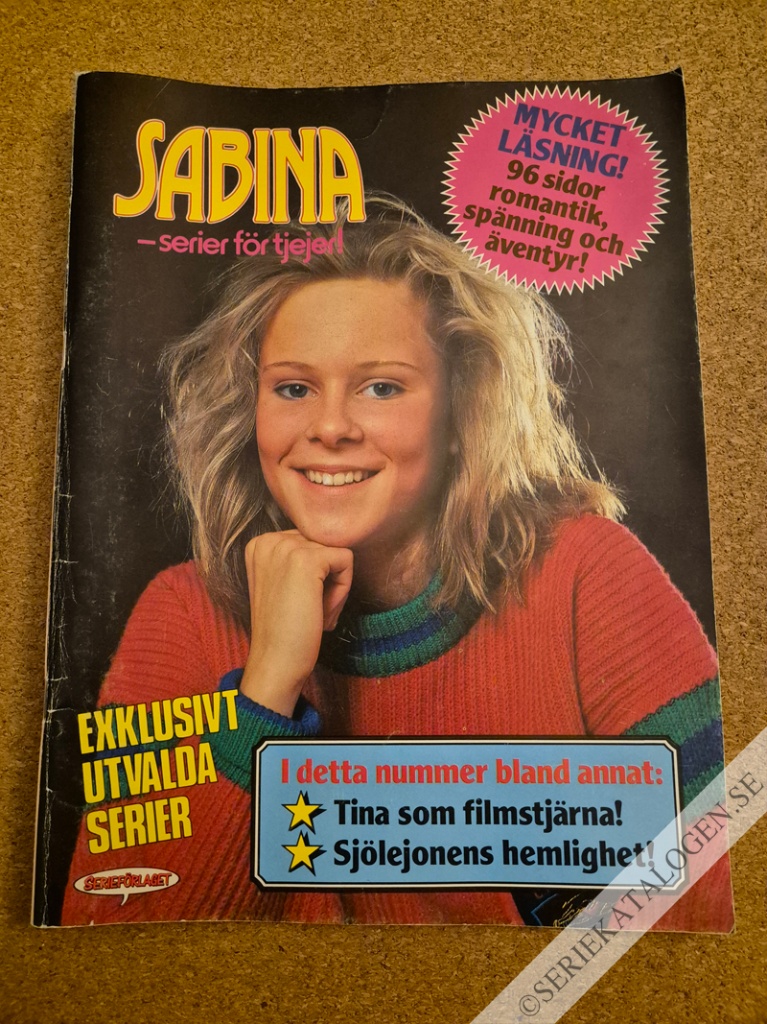 SABINA
– serier för tjejer!
MYCKET
LÄSNING!
96 sidor
romantik,
spänning och
äventyr!
EXKLUSIVT
UTVALDA
SERIER
I detta nummer bland annat:
Tina som filmstjärna!
Sjölejonens hemlighet!
SERIEFÖRLAGET
©SERIEKATALOGEN.SE